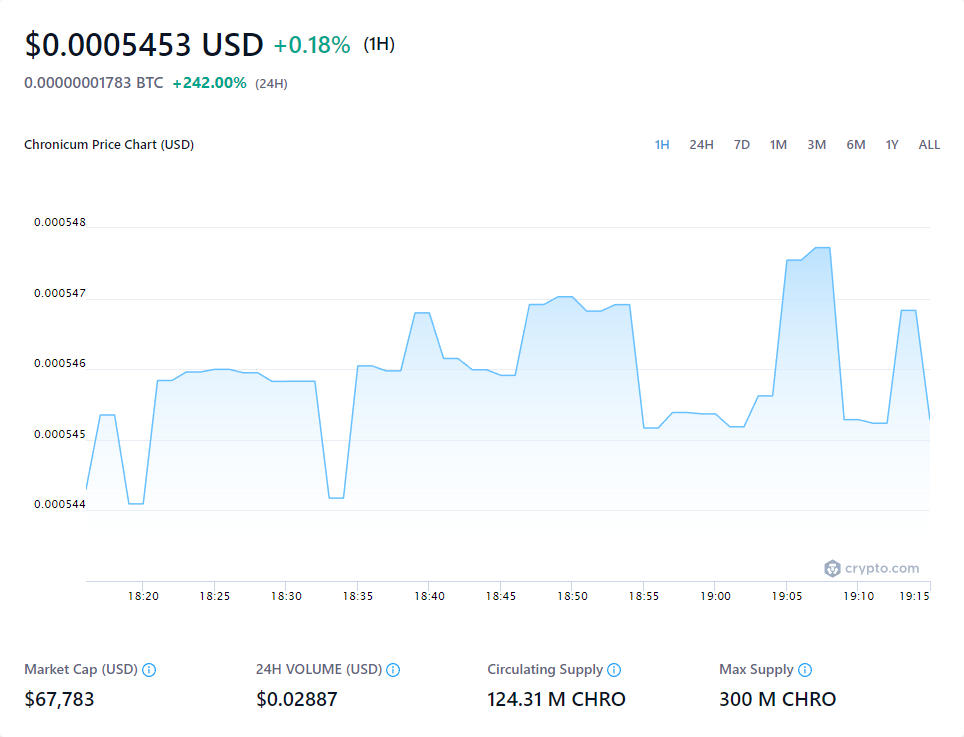 $0.0005453 USD +0.18% (1H)
0.00000001783 BTC +242.00% (24H)
Chronicum Price Chart (USD) 1H 24H 7D 1M 3M 6M 1Y ALL
0.000548
0.000547
0.000546
0.000545
0.000544
crypto.com
18:20 18:25 18:30 18:35 18:40 18:45 18:50 18:55 19:00 19:05 19:10 19:15
Market Cap (USD) 24H VOLUME (USD) Circulating Supply Max Supply
$67,783 $0.02887 124.31 M CHRO 300 M CHRO